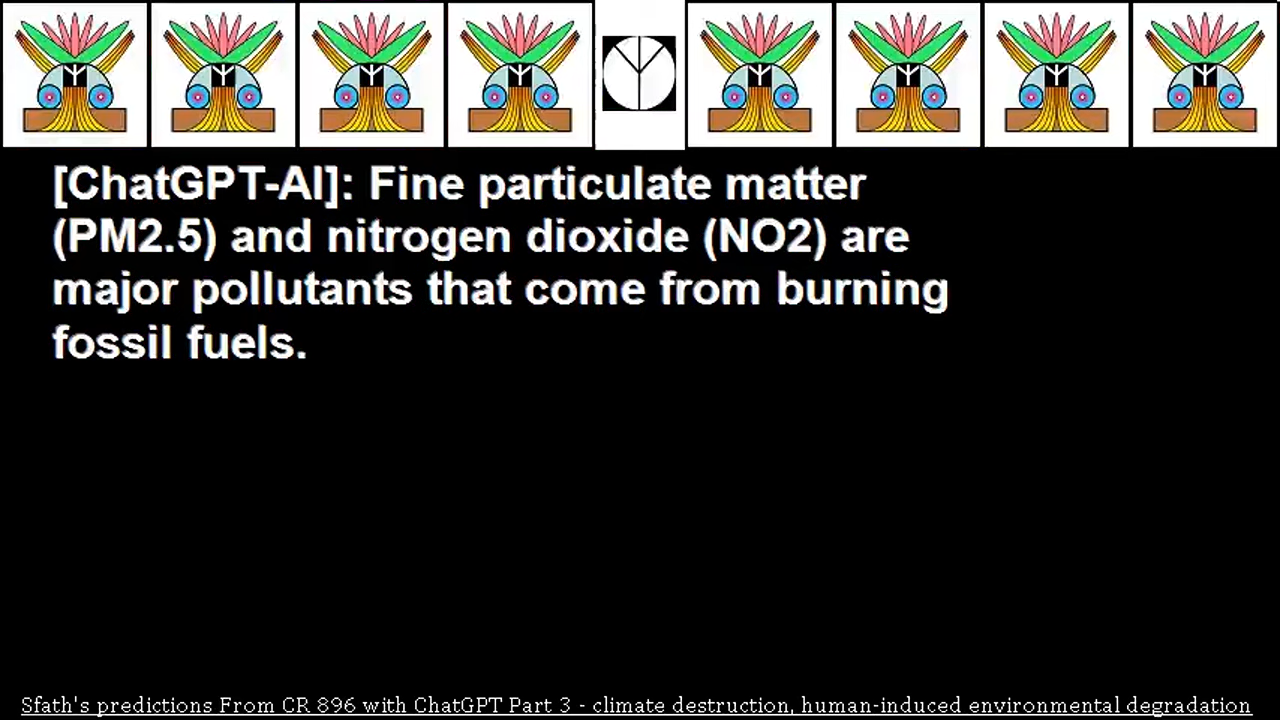 [ChatGPT-AI]: Fine particulate matter
(PM2.5) and nitrogen dioxide (NO2) are
major pollutants that come from burning
fossil fuels.
Sfath's predictions From CR 896 with ChatGPT Part 3 - climate destruction, human-induced environmental degradation